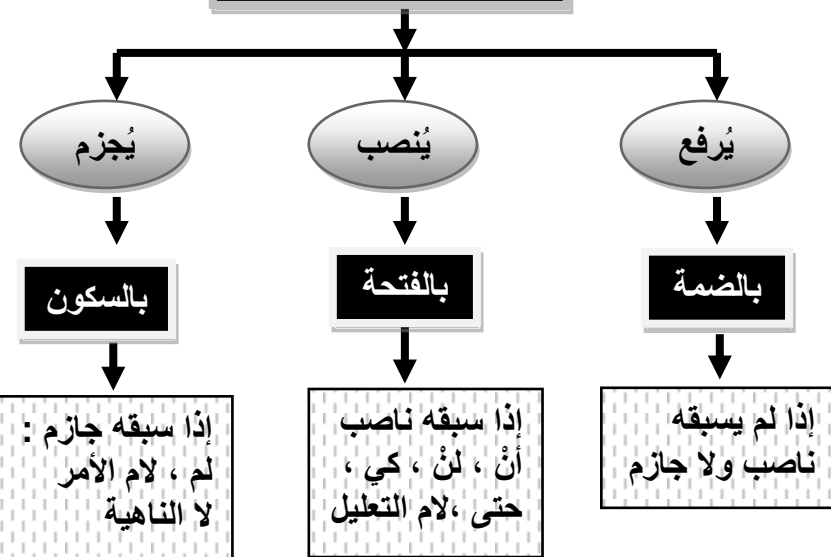 يُرفع
يُنصب
يُجزم
بالضمة
بالفتحة
بالسكون
إذا لم يسبقه
ناصب ولا جازم
إذا سبقه ناصب
أنْ ، لنْ ، كي ،
حتى ،لام التعليل
إذا سبقه جازم :
لم ، لام الأمر
لا الناهية